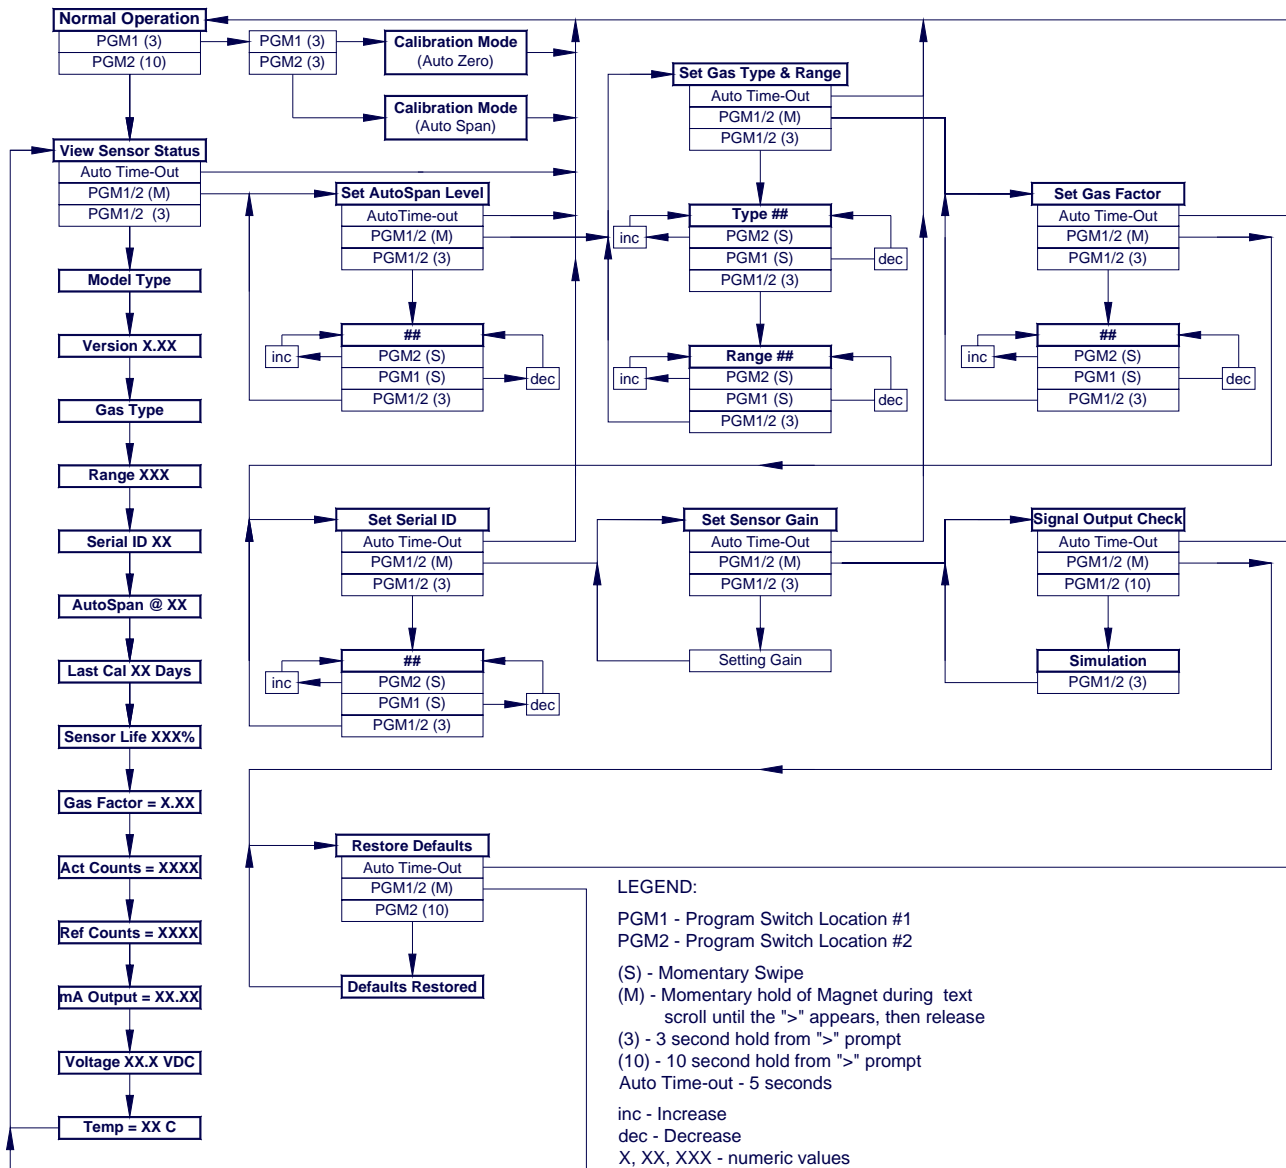 Normal Operation
PGM1 (3)
PGM2 (10)
PGM1 (3)
PGM2 (3)
Calibration Mode
(Auto Zero)
Calibration Mode
(Auto Span)
View Sensor Status
Auto Time-Out
PGM1/2 (M)
PGM1/2 (3)
Model Type
Version X.XX
Gas Type
Range XXX
Serial ID XX
AutoSpan @ XX
Last Cal XX Days
Sensor Life XXX%
Gas Factor = X.XX
Act Counts = XXXX
Ref Counts = XXXX
mA Output = XX.XX
Voltage XX.X VDC
Temp = XX C
Set AutoSpan Level
AutoTime-out
PGM1/2 (M)
PGM1/2 (3)
##
PGM2 (S)
PGM1 (S)
PGM1/2 (3)
inc
dec
Set Gas Type & Range
Auto Time-Out
PGM1/2 (M)
PGM1/2 (3)
Type ##
PGM2 (S)
PGM1 (S)
PGM1/2 (3)
inc
dec
Range ##
PGM2 (S)
PGM1 (S)
PGM1/2 (3)
inc
dec
Set Gas Factor
Auto Time-Out
PGM1/2 (M)
PGM1/2 (3)
##
PGM2 (S)
PGM1 (S)
PGM1/2 (3)
inc
dec
Set Serial ID
Auto Time-Out
PGM1/2 (M)
PGM1/2 (3)
##
PGM2 (S)
PGM1 (S)
PGM1/2 (3)
inc
dec
Set Sensor Gain
Auto Time-Out
PGM1/2 (M)
PGM1/2 (3)
Setting Gain
Signal Output Check
Auto Time-Out
PGM1/2 (M)
PGM1/2 (10)
Simulation
PGM1/2 (3)
Restore Defaults
Auto Time-Out
PGM1/2 (M)
PGM2 (10)
Defaults Restored
LEGEND:
PGM1 - Program Switch Location #1
PGM2 - Program Switch Location #2
(S) - Momentary Swipe
(M) - Momentary hold of Magnet during text
scroll until the ">" appears, then release
(3) - 3 second hold from ">" prompt
(10) - 10 second hold from ">" prompt
Auto Time-out - 5 seconds
inc - Increase
dec - Decrease
X, XX, XXX - numeric values